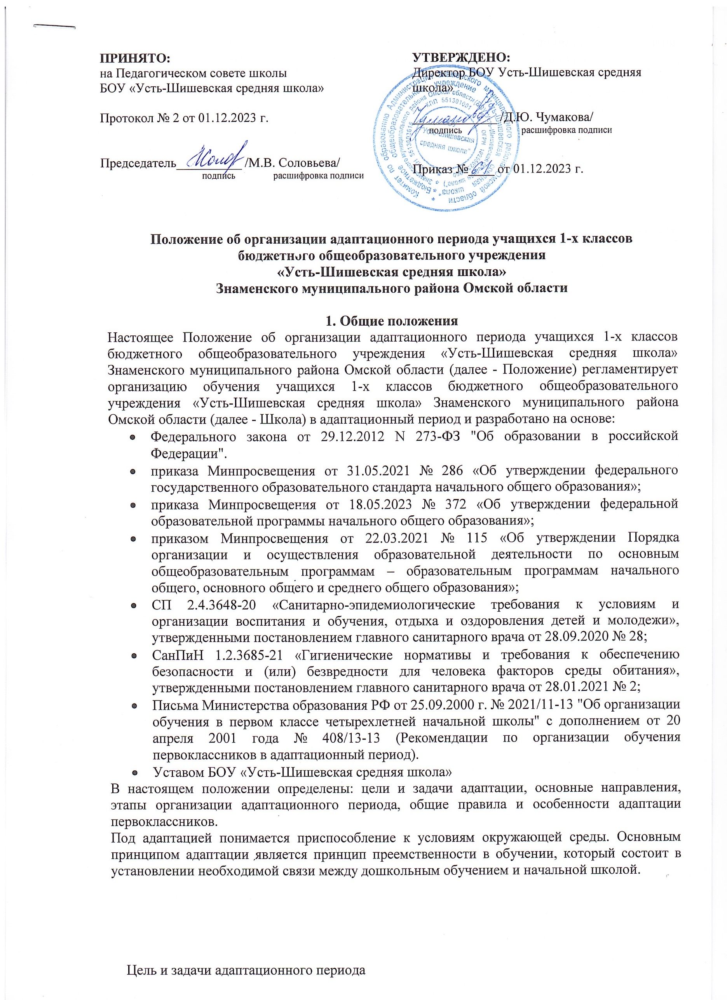 ПРИНЯТО:
на Педагогическом совете школы
БОУ «Усть-Шишевская средняя школа»
Протокол № 2 от 01.12.2023 г.
Председатель /М.В. Соловьева/
подпись расшифровка подписи
УТВЕРЖДЕНО:
Директор БОУ Усть-Шишевская средняя
школа»
/Д.Ю. Чумакова/
подпись расшифровка подписи
Приказ № 61 от 01.12.2023 г.
КПП 551301001
"Усть-Шишевская
средняя школа"
Положение об организации адаптационного периода учащихся 1-х классов
бюджетного общеобразовательного учреждения
«Усть-Шишевская средняя школа»
Знаменского муниципального района Омской области
1. Общие положения
Настоящее Положение об организации адаптационного периода учащихся 1-х классов
бюджетного общеобразовательного учреждения «Усть-Шишевская средняя школа»
Знаменского муниципального района Омской области (далее - Положение) регламентирует
организацию обучения учащихся 1-х классов бюджетного общеобразовательного
учреждения «Усть-Шишевская средняя школа» Знаменского муниципального района
Омской области (далее - Школа) в адаптационный период и разработано на основе:
• Федерального закона от 29.12.2012 N 273-ФЗ "Об образовании в российской
Федерации".
• приказа Минпросвещения от 31.05.2021 № 286 «Об утверждении федерального
государственного образовательного стандарта начального общего образования»;
• приказа Минпросвещения от 18.05.2023 № 372 «Об утверждении федеральной
образовательной программы начального общего образования»;
• приказом Минпросвещения от 22.03.2021 № 115 «Об утверждении Порядка
организации и осуществления образовательной деятельности по основным
общеобразовательным программам – образовательным программам начального
общего, основного общего и среднего общего образования»;
• СП 2.4.3648-20 «Санитарно-эпидемиологические требования к условиям и
организации воспитания и обучения, отдыха и оздоровления детей и молодежи»,
утвержденными постановлением главного санитарного врача от 28.09.2020 № 28;
• СанПиН 1.2.3685-21 «Гигиенические нормативы и требования к обеспечению
безопасности и (или) безвредности для человека факторов среды обитания»,
утвержденными постановлением главного санитарного врача от 28.01.2021 № 2;
• Письма Министерства образования РФ от 25.09.2000 г. № 2021/11-13 "Об организации
обучения в первом классе четырехлетней начальной школы" с дополнением от 20
апреля 2001 года № 408/13-13 (Рекомендации по организации обучения
первоклассников в адаптационный период).
• Уставом БОУ «Усть-Шишевская средняя школа»
В настоящем положении определены: цели и задачи адаптации, основные направления,
этапы организации адаптационного периода, общие правила и особенности адаптации
первоклассников.
Под адаптацией понимается приспособление к условиям окружающей среды. Основным
принципом адаптации является принцип преемственности в обучении, который состоит в
установлении необходимой связи между дошкольным обучением и начальной школой.
Цель и задачи адаптационного периода